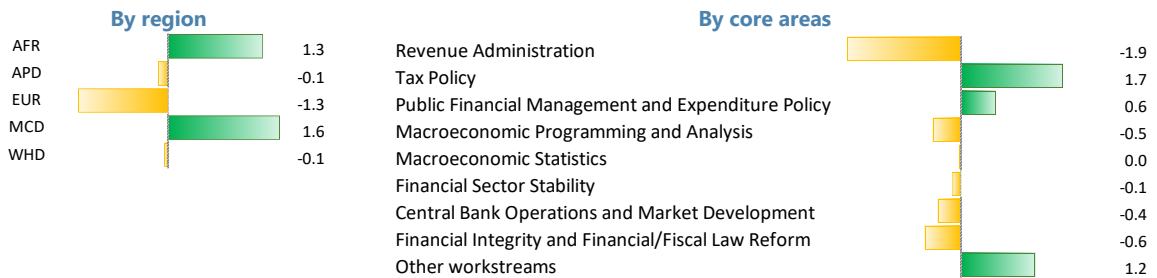 By region
AFR 1.3
APD -0.1
EUR -1.3
MCD 1.6
WHD -0.1
By core areas
Revenue Administration -1.9
Tax Policy 1.7
Public Financial Management and Expenditure Policy 0.6
Macroeconomic Programming and Analysis -0.5
Macroeconomic Statistics 0.0
Financial Sector Stability -0.1
Central Bank Operations and Market Development -0.4
Financial Integrity and Financial/Fiscal Law Reform -0.6
Other workstreams 1.2